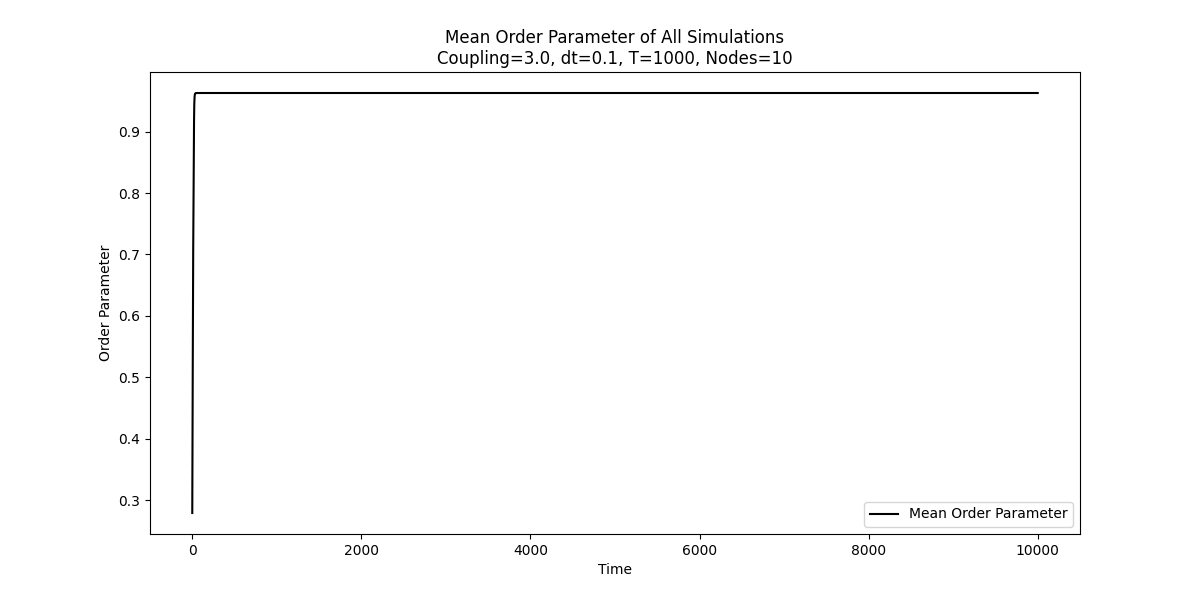 Mean Order Parameter of All Simulations
Coupling=3.0, dt=0.1, T=1000, Nodes=10
Order Parameter
0.9
0.8
0.7
0.6
0.5
0.4
0.3
Mean Order Parameter
0 2000 4000 6000 8000 10000
Time